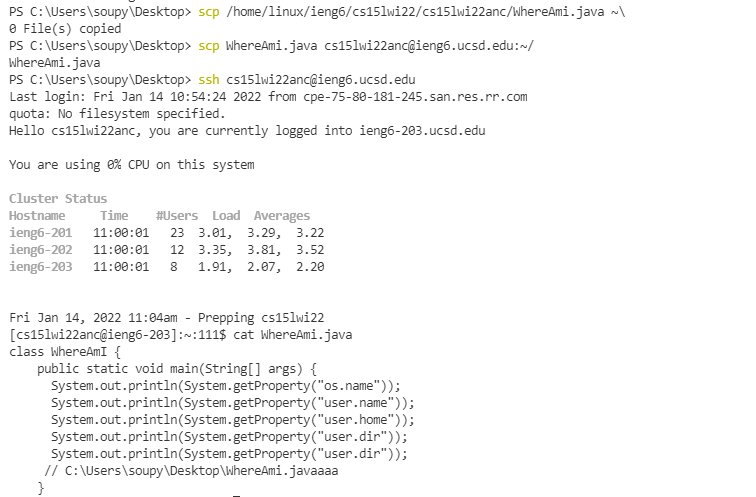 PS C:\Users\soupy\Desktop> scp /home/linux/ieng6/cs15lwi22/cs15lwi22anc/WhereAmi.java ~\
0 File(s) copied
PS C:\Users\soupy\Desktop> scp WhereAmi.java cs15lwi22anc@ieng6.ucsd.edu:~/
WhereAmi.java
PS C:\Users\soupy\Desktop> ssh cs15lwi22anc@ieng6.ucsd.edu
Last login: Fri Jan 14 10:54:24 2022 from cpe-75-80-181-245.san.res.rr.com
quota: No filesystem specified.
Hello cs15lwi22anc, you are currently logged into ieng6-203.ucsd.edu
You are using 0% CPU on this system
Cluster Status
Hostname     Time    #Users  Load  Averages
ieng6-201   11:00:01   23  3.01,  3.29,  3.22
ieng6-202   11:00:01   12  3.35,  3.81,  3.52
ieng6-203   11:00:01   8   1.91,  2.07,  2.20
Fri Jan 14, 2022 11:04am - Prepping cs15lwi22
[cs15lwi22anc@ieng6-203]:~:111$ cat WhereAmi.java
class WhereAmI {
    public static void main(String[] args) {
      System.out.println(System.getProperty("os.name"));
      System.out.println(System.getProperty("user.name"));
      System.out.println(System.getProperty("user.home"));
      System.out.println(System.getProperty("user.dir"));
      System.out.println(System.getProperty("user.dir"));
     // C:\Users\soupy\Desktop\WhereAmi.javaaaa
    }